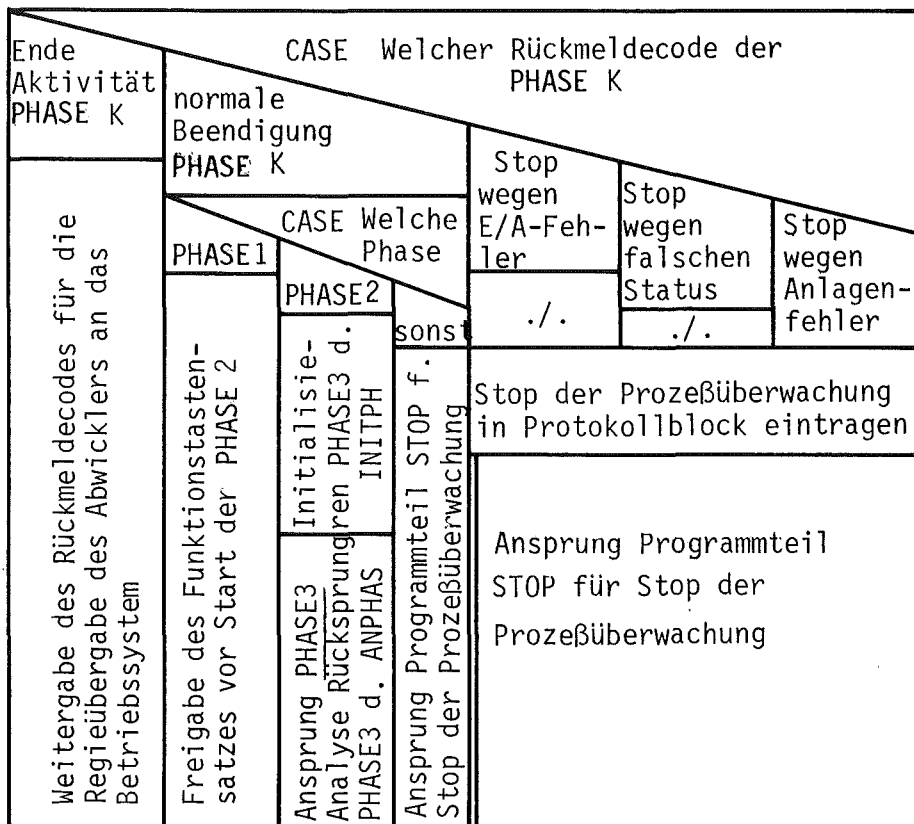 CASE Welcher Rückmeldecode der
PHASE K
Ende
Aktivität
PHASE K
normale
Beendigung
PHASE K
Stop
wegen
E/A-Feh-
ler
Stop
wegen
falschen
Status
Stop
wegen
Anlagen-
fehler
CASE Welche
Phase
PHASE1
PHASE2
sonst
./.
./.
Weitergabe des Rückmeldecodes für die
Regieübergabe des Abwicklers an das
Betriebssystem
Freigabe des Funktionstasten-
satzes vor Start der PHASE 2
Initialisie-
ren PHASE3 d.
INITPH
Ansprung PHASE3
Analyse Rücksprung
PHASE3 d. ANPHAS
Ansprung Programmteil STOP f.
Stop der Prozeßüberwachung
Stop der Prozeßüberwachung
in Protokollblock eintragen
Ansprung Programmteil
STOP für Stop der
Prozeßüberwachung